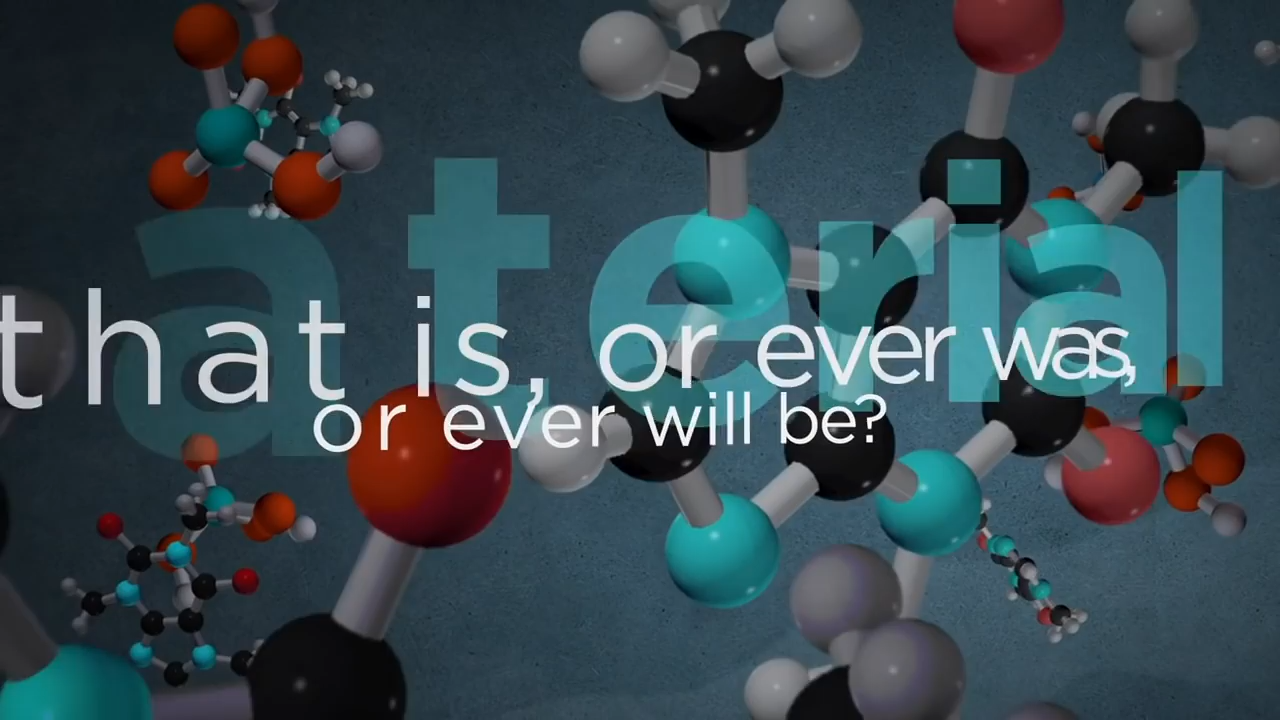 aterial
that is, or ever was,
or ever will be?